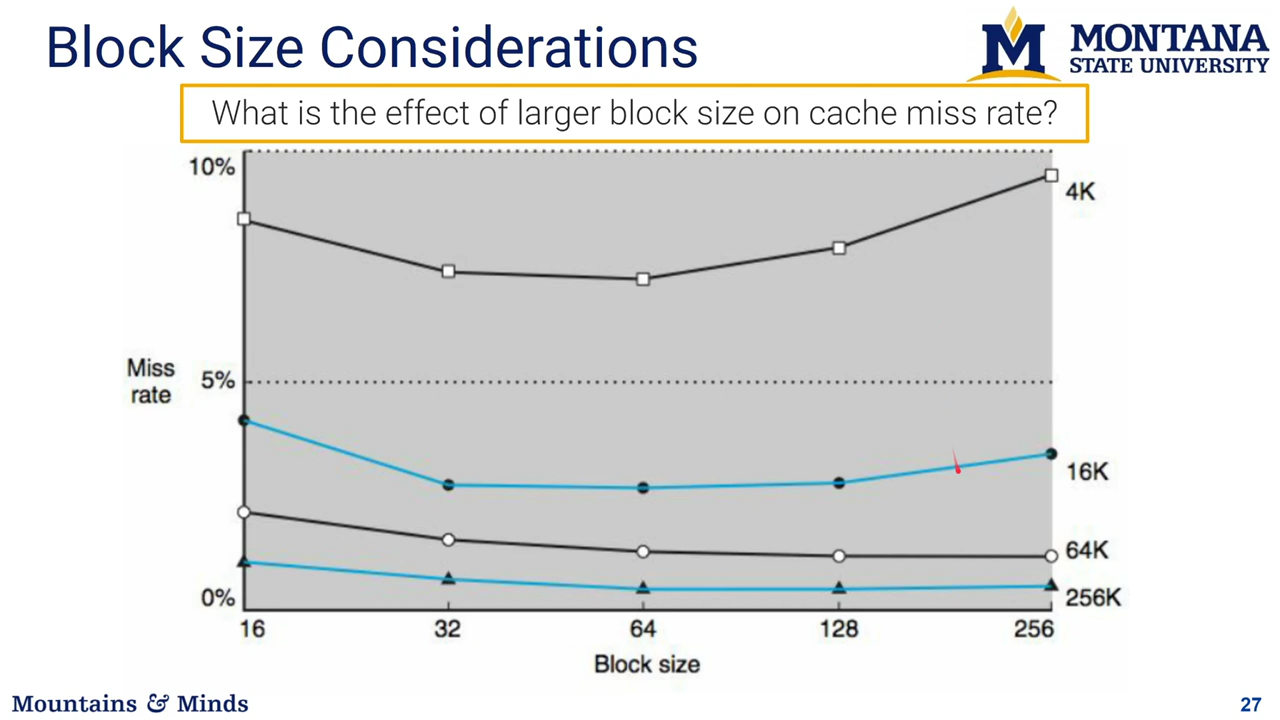 Block Size Considerations
MONTANA
STATE UNIVERSITY
What is the effect of larger block size on cache miss rate?
10%
4K
Miss
rate
5%
16K
64K
0%
256K
16 32 64 128 256
Block size
Mountains & Minds
27